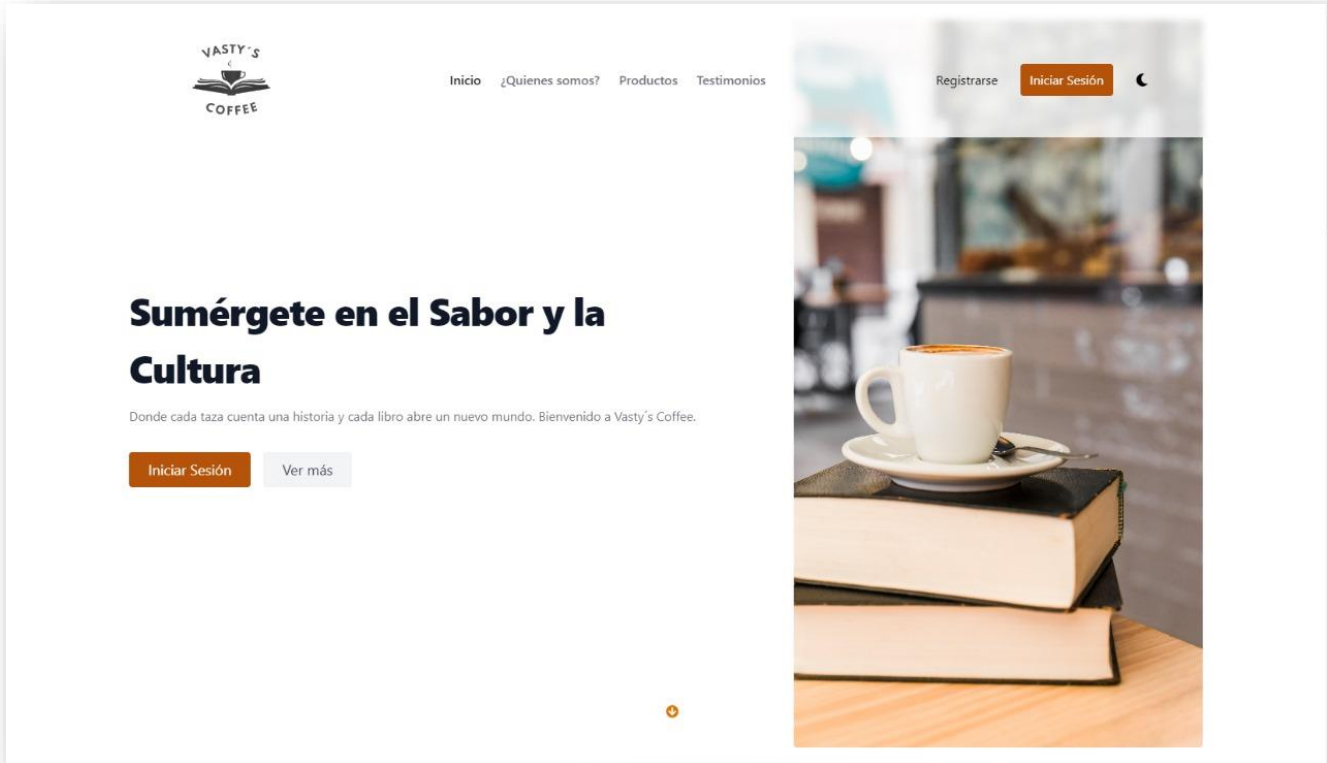 VASTY´S
COFFEE
Inicio ¿Quienes somos? Productos Testimonios Registrarse Iniciar Sesión
Sumérgete en el Sabor y la
Cultura
Donde cada taza cuenta una historia y cada libro abre un nuevo mundo. Bienvenido a Vasty´s Coffee.
Iniciar Sesión Ver más